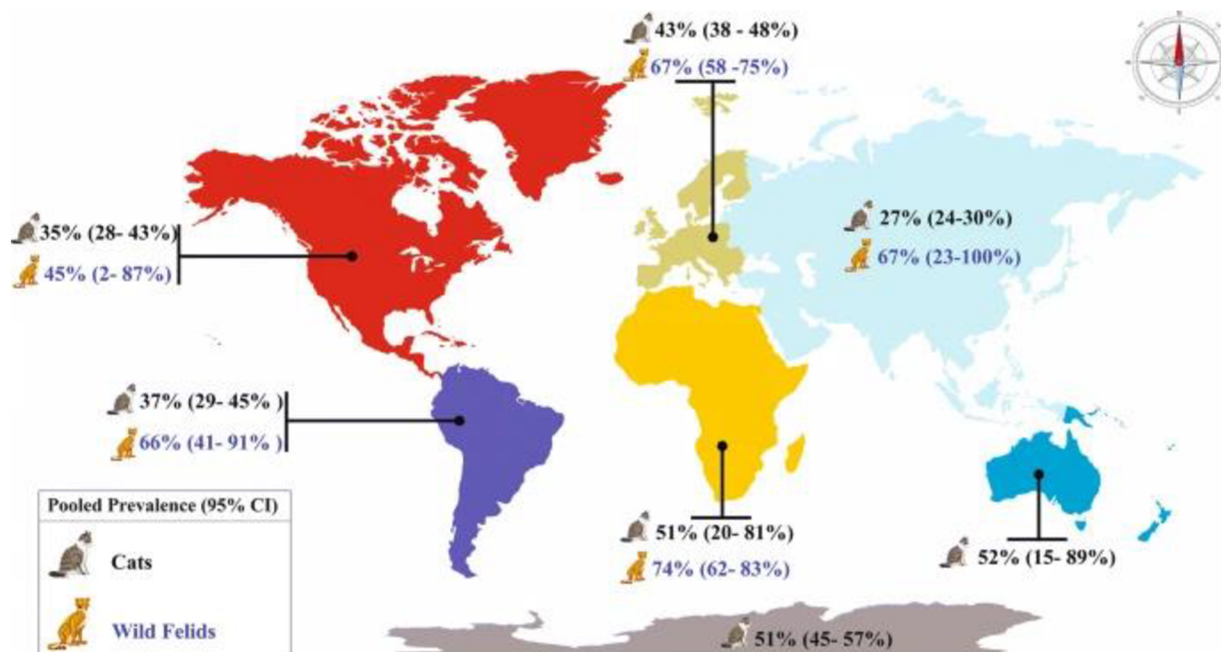 43% (38 - 48%)
67% (58 -75%)
35% (28- 43%)
45% (2- 87%)
27% (24-30%)
67% (23-100%)
37% (29- 45% )
66% (41- 91% )
51% (20- 81%)
74% (62- 83%)
52% (15- 89%)
Pooled Prevalence (95% CI)
Cats
Wild Felids
51% (45- 57%)